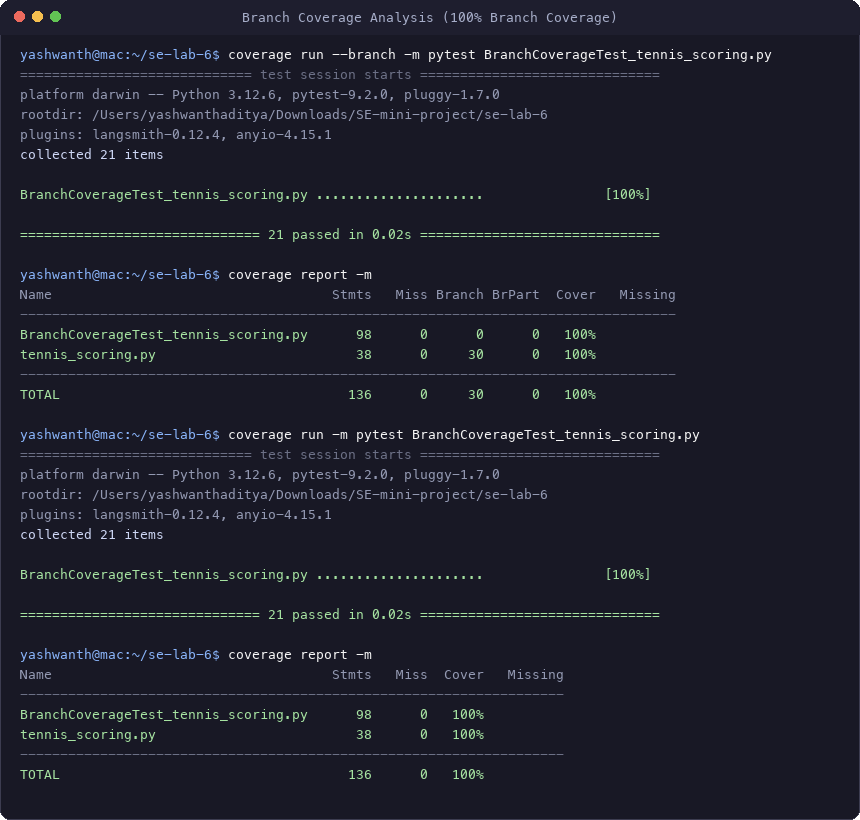 Branch Coverage Analysis (100% Branch Coverage)
yashwanth@mac:~/se-lab-6$ coverage run --branch -m pytest BranchCoverageTest_tennis_scoring.py
============================= test session starts ==============================
platform darwin -- Python 3.12.6, pytest-9.2.0, pluggy-1.7.0
rootdir: /Users/yashwanthaditya/Downloads/SE-mini-project/se-lab-6
plugins: langsmith-0.12.4, anyio-4.15.1
collected 21 items
BranchCoverageTest_tennis_scoring.py ..................... [100%]
============================== 21 passed in 0.02s ==============================
yashwanth@mac:~/se-lab-6$ coverage report -m
Name Stmts Miss Branch BrPart Cover Missing
----------------------------------------------------------------------------------
BranchCoverageTest_tennis_scoring.py 98 0 0 0 100%
tennis_scoring.py 38 0 30 0 100%
----------------------------------------------------------------------------------
TOTAL 136 0 30 0 100%
yashwanth@mac:~/se-lab-6$ coverage run -m pytest BranchCoverageTest_tennis_scoring.py
============================= test session starts ==============================
platform darwin -- Python 3.12.6, pytest-9.2.0, pluggy-1.7.0
rootdir: /Users/yashwanthaditya/Downloads/SE-mini-project/se-lab-6
plugins: langsmith-0.12.4, anyio-4.15.1
collected 21 items
BranchCoverageTest_tennis_scoring.py ..................... [100%]
============================== 21 passed in 0.02s ==============================
yashwanth@mac:~/se-lab-6$ coverage report -m
Name Stmts Miss Cover Missing
--------------------------------------------------------------------
BranchCoverageTest_tennis_scoring.py 98 0 100%
tennis_scoring.py 38 0 100%
--------------------------------------------------------------------
TOTAL 136 0 100%